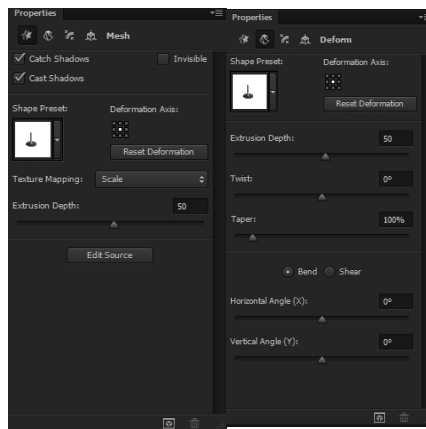 Properties
Mesh
Catch Shadows
Invisible
Cast Shadows
Shape Preset:
Deformation Axis:
Reset Deformation
Texture Mapping:
Scale
Extrusion Depth:
50
Edit Source
Properties
Deform
Shape Preset:
Deformation Axis:
Reset Deformation
Extrusion Depth:
50
Twist:
0°
Taper:
100%
Bend
Shear
Horizontal Angle (X):
0°
Vertical Angle (Y):
0°